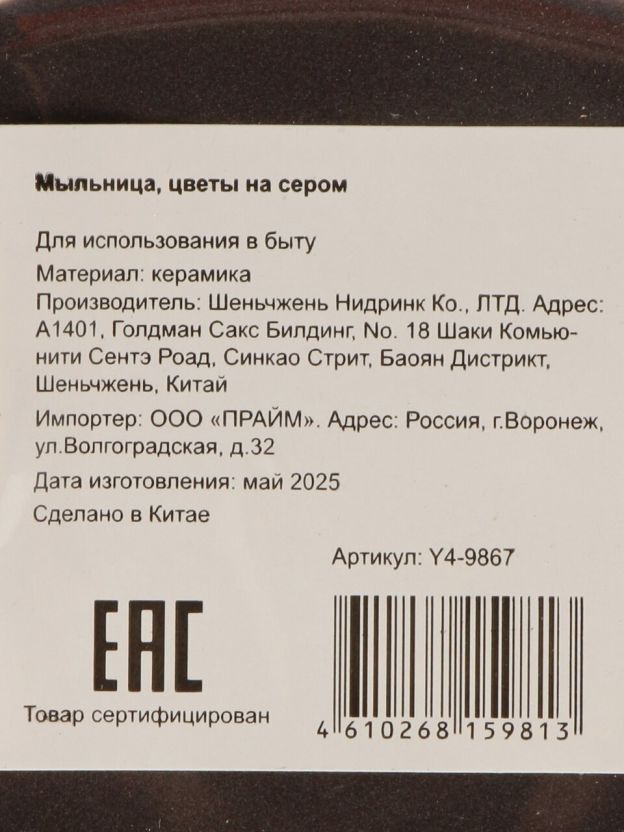 Мыльница, цветы на сером
Для использования в быту
Материал: керамика
Производитель: Шеньчжень Нидринк Ко., ЛТД. Адрес:
А1401, Голдман Сакс Билдинг, No. 18 Шаки Комью-
нити Сентэ Роад, Синкао Стрит, Баоян Дистрикт,
Шеньчжень, Китай
Импортер: ООО «ПРАЙМ». Адрес: Россия, г.Воронеж,
ул.Волгоградская, д.32
Дата изготовления: май 2025
Сделано в Китае
Артикул: Y4-9867
EAC
Товар сертифицирован
4 610268 159813